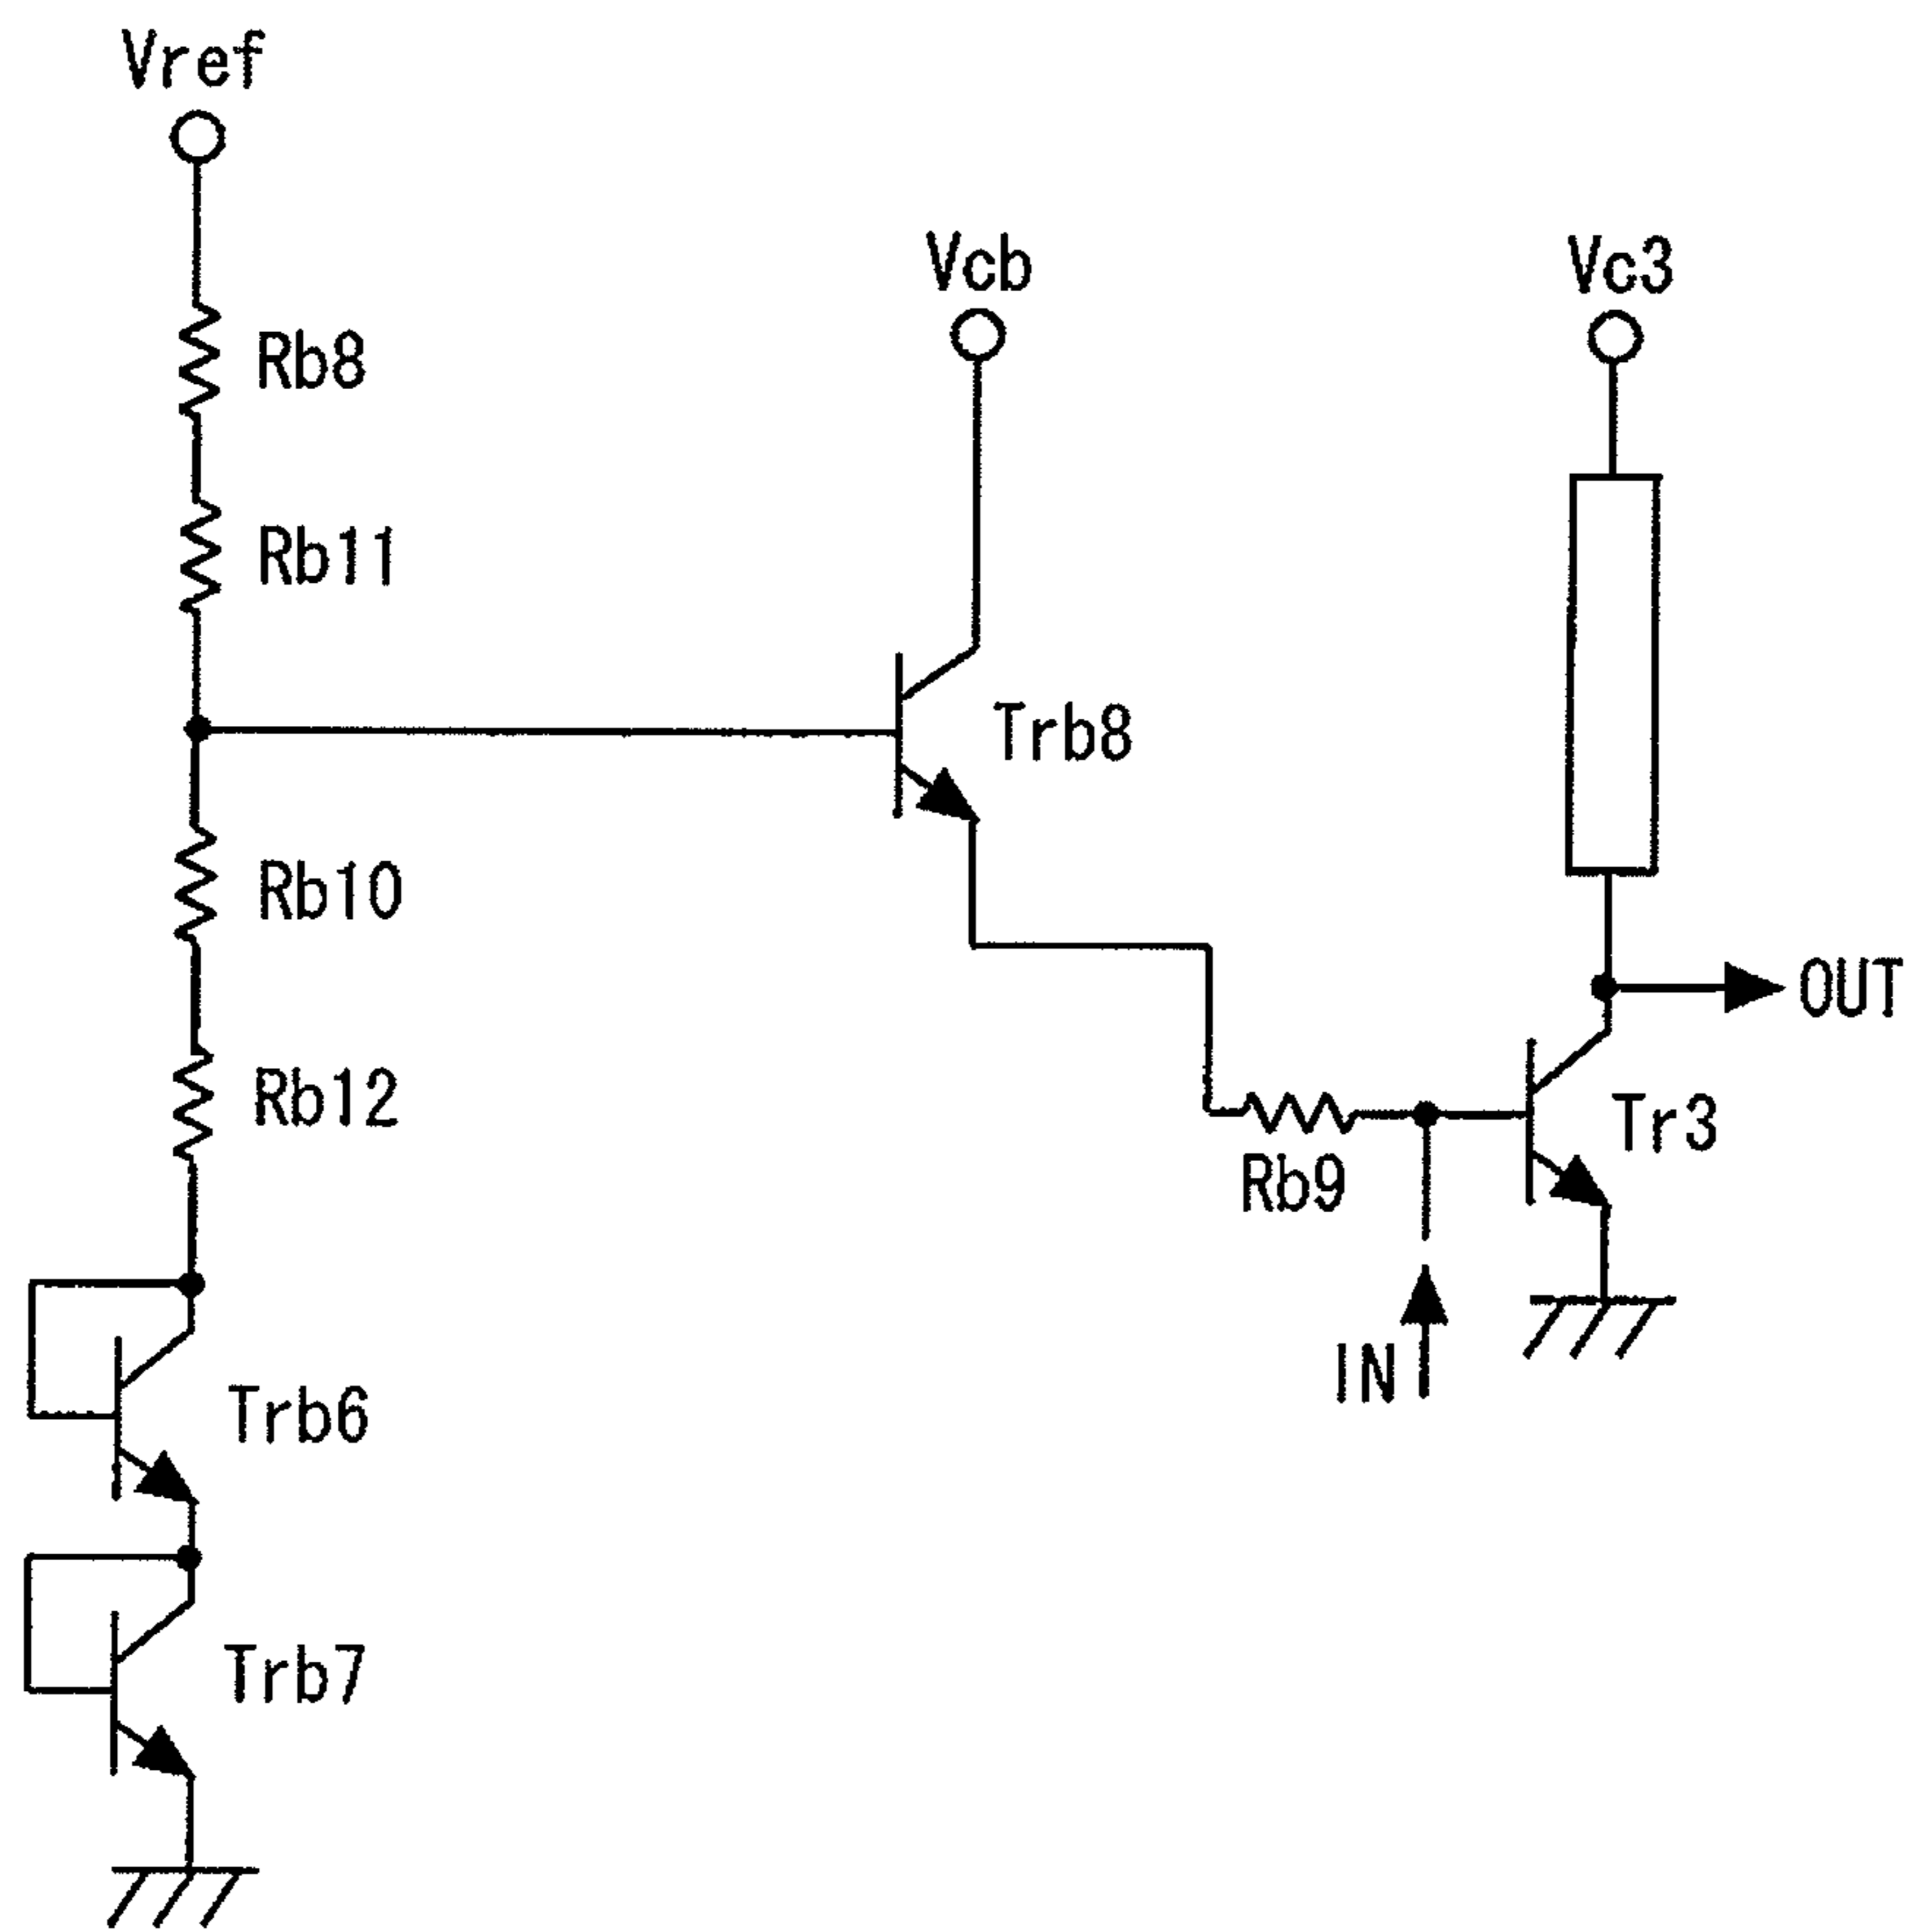 Vref
Vcb
Vc3
Rb8
Rb11
Trb8
Rb10
OUT
Rb12
Tr3
Rb9
IN
Trb6
Trb7